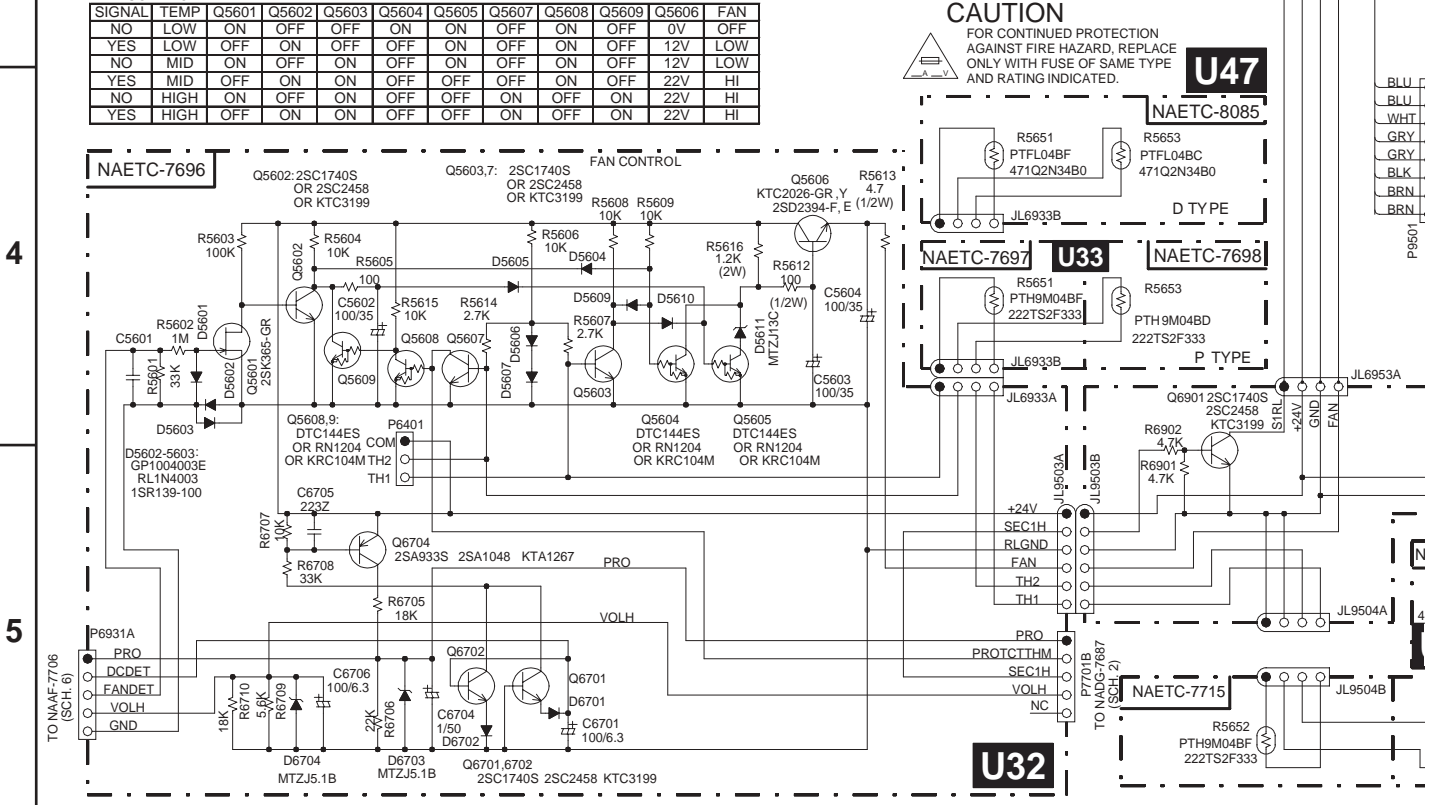 SIGNAL TEMP Q5601 Q5602 Q5603 Q5604 Q5605 Q5607 Q5608 Q5609 Q5606 FAN
NO LOW ON OFF OFF ON ON OFF ON OFF 0V OFF
YES LOW OFF ON OFF OFF ON OFF ON OFF 12V LOW
NO MID ON OFF ON OFF ON OFF ON OFF 12V LOW
YES MID OFF ON ON OFF OFF OFF ON OFF 22V HI
NO HIGH ON OFF ON OFF OFF ON OFF ON 22V HI
YES HIGH OFF ON ON OFF OFF ON OFF ON 22V HI
CAUTION
FOR CONTINUED PROTECTION
AGAINST FIRE HAZARD, REPLACE
ONLY WITH FUSE OF SAME TYPE
AND RATING INDICATED.
A V
U47
NAETC-8085
R5651
PTFL04BF
471Q2N34B0
R5653
PTFL04BC
471Q2N34B0
D TYPE
JL6933B
BLU
BLU
WHT
GRY
GRY
BLK
BRN
BRN
P9501
4
NAETC-7696
FAN CONTROL
Q5602:2SC1740S
OR 2SC2458
OR KTC3199
Q5603,7: 2SC1740S
OR 2SC2458
OR KTC3199
R5608
10K
R5609
10K
Q5606
KTC2026-GR ,Y
2SD2394-F, E
R5613
4.7
(1/2W)
R5603
100K
Q5602
R5604
10K
R5605
100
R5606
10K
D5605
D5604
R5616
1.2K
(2W)
R5612
100
(1/2W)
C5602
100/35
R5615
10K
R5614
2.7K
D5609
D5610
C5604
100/35
C5601
R5602
1M
D5601
R5601
33K
D5602
Q5601
2SK365-GR
D5603
Q5609
Q5608
Q5607
D5606
D5607
R5607
2.7K
Q5603
D5611
MTZJ13C
C5603
100/35
Q5608,9:
DTC144ES
OR RN1204
OR KRC104M
P6401
COM
TH2
TH1
Q5604
DTC144ES
OR RN1204
OR KRC104M
Q5605
DTC144ES
OR RN1204
OR KRC104M
D5602-5603:
GP1004003E
RL1N4003
1SR139-100
NAETC-7697
U33
NAETC-7698
R5651
PTH9M04BF
222TS2F333
R5653
PTH9M04BD
222TS2F333
P TYPE
JL6933B
JL6933A
JL6953A
Q6901
2SC1740S
2SC2458
KTC3199
S1RL
+24V
GND
FAN
R6902
4.7K
R6901
4.7K
JL9503A
JL9503B
+24V
SEC1H
RLGND
FAN
TH2
TH1
5
C6705
223Z
R6707
10K
Q6704
2SA933S 2SA1048 KTA1267
R6708
33K
PRO
R6705
18K
VOLH
P6931A
PRO
DCDET
FANDET
VOLH
GND
TO NAAF-7706
(SCH. 6)
18K
R6710
5.6K
R6709
C6706
100/6.3
22K
R6706
C6704
1/50
Q6702
Q6701
D6701
D6702
C6701
100/6.3
D6704
MTZJ5.1B
D6703
MTZJ5.1B
Q6701,6702
2SC1740S 2SC2458 KTC3199
PRO
PROTCTTHM
SEC1H
VOLH
NC
P7701B
TO NADG-7687
(SCH. 2)
U32
NAETC-7715
R5652
PTH9M04BF
222TS2F333
JL9504A
JL9504B
N
4